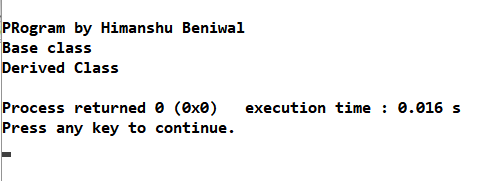 PRogram by Himanshu Beniwal
Base class
Derived Class
Process returned 0 (0x0)   execution time : 0.016 s
Press any key to continue.